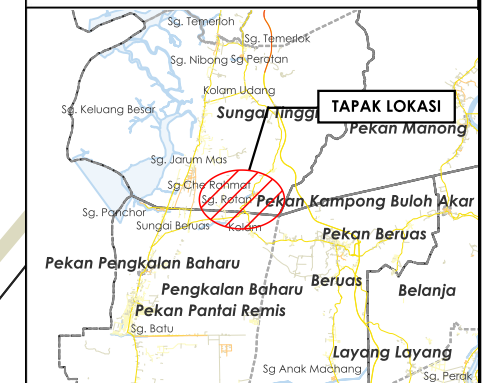 Sg. Temerloh
Sg. Temerlok
Sg. Nibong
Sg Perotan
Kolam Udang
TAPAK LOKASI
Sg. Keluang Besar
Sungai Tinggi
Pekan Manong
Sg. Jarum Mas
Sg Che Rahmat
Sg. Rotan
Pekan Kampong Buloh Akar
Sg. Panchor
Sungai Beruas
Kolam
Pekan Beruas
Pekan Pengkalan Baharu
Beruas
Pengkalan Baharu
Belanja
Pekan Pantai Remis
Sg. Batu
Layang Layang
Sg Anak Machang
Sg. Perak